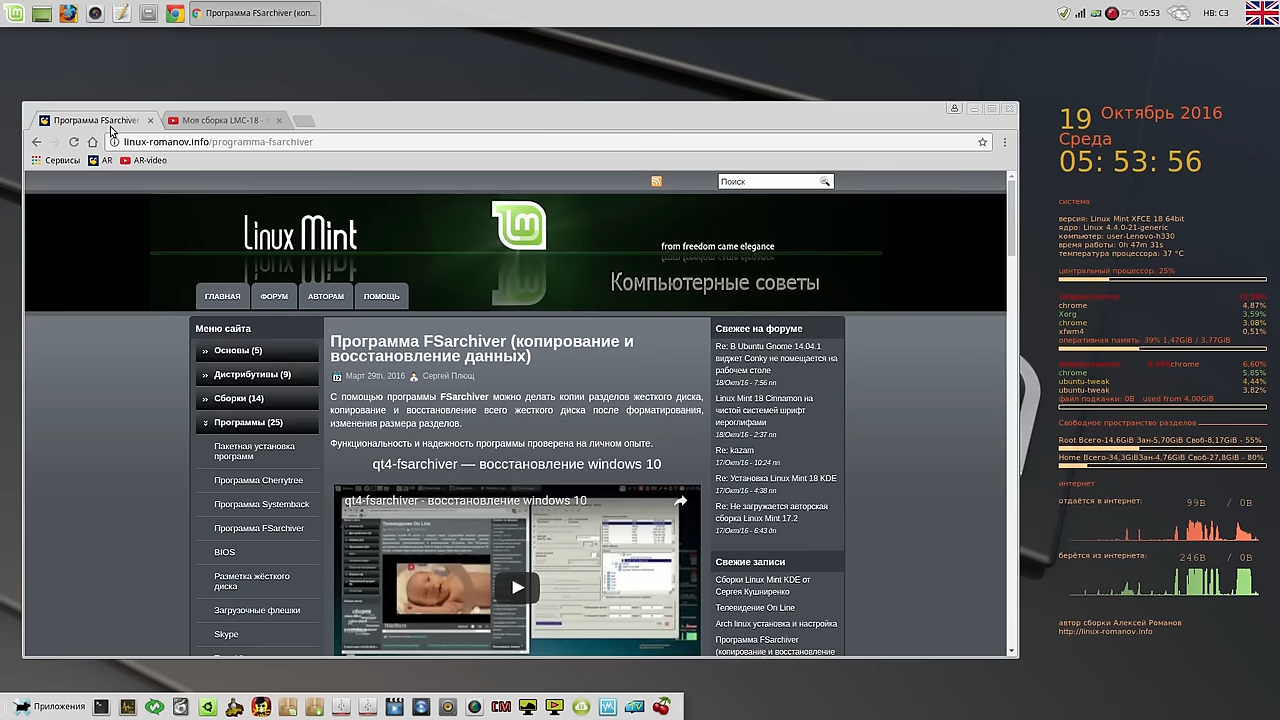 Программа FSarchiver (коп...
05:53
НВ: С3
Программа FSarchiver
Моя сборка LMC-18 -
linux-romanov.info/programma-fsarchiver
Сервисы
AR
AR-video
Поиск
Linux Mint
from freedom came elegance
Компьютерные советы
ГЛАВНАЯ
ФОРУМ
АВТОРАМ
ПОМОЩЬ
Меню сайта
Основы (5)
Дистрибутивы (9)
Сборки (14)
Программы (25)
Пакетная установка
программ
Программа Cherrytree
Программа Systemback
Программа FSarchiver
BIOS
Разметка жёсткого
диска
Загрузочные флешки
Skype
Программа FSarchiver (копирование и
восстановление данных)
Март 29th, 2016
Сергей Плющ
С помощью программы FSarchiver можно делать копии разделов жесткого диска,
копирование и восстановление всего жесткого диска после форматирования,
изменения размера разделов.
Функциональность и надежность программы проверена на личном опыте.
qt4-fsarchiver — восстановление windows 10
qt4-fsarchiver - восстановление windows 10
Свежее на форуме
Re: В Ubuntu Gnome 14.04.1
виджет Conky не помещается на
рабочем столе
18/Окт/16 - 7:56 пп
Linux Mint 18 Cinnamon на
чистой системей шрифт
иероглифами
18/Окт/16 - 2:37 пп
Re: kazam
17/Окт/16 - 10:24 пп
Re: Установка Linux Mint 18 KDE
17/Окт/16 - 4:38 пп
Re: Не загружается авторская
сборка Linux Mint 17.2
17/Окт/16 - 6:43 дп
Свежие записи
Сборки Linux Mint KDE от
Сергея Кушниренко
Телевидение On Line.
Arch linux установка и настройка
Программа FSarchiver
(копирование и восстановление
19 Октябрь 2016
Среда
05: 53: 56
система
версия: Linux Mint XFCE 18 64bit
ядро: Linux 4.4.0-21-generic
компьютер: user-Lenovo-h330
время работы: 0h 47m 31s
температура процессора: 37 °C
центральный процессор: 25%
chrome 4,87%
Xorg 3,59%
chrome 3,08%
xfwm4 0,51%
оперативная память: 39% 1,47GiB / 3,77GiB
chrome 6,60%
chrome 5,85%
ubuntu-tweak 4,44%
ubuntu-tweak 3,82%
файл подкачки: 0B used from 4,00GiB
Свободное пространство разделов
Root Всего-14,6GiB Зан-5,70GiB Своб-8,17GiB - 55%
Home Всего-34,3GiBЗан-4,76GiB Своб-27,8GiB - 80%
интернет
отдаётся в интернет: 99B / 0B
берётся из интернета: 246B / 0B
автор сборки Алексей Романов
http://linux-romanov.info
Приложения
CM